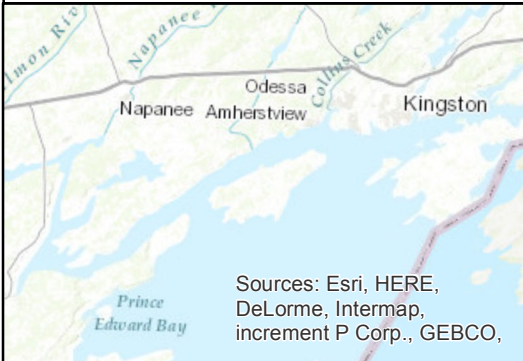 almon Riv
Napanee
Collins Creek
Odessa
Napanee Amherstview
Kingston
Prince
Edward Bay
Sources: Esri, HERE,
DeLorme, Intermap,
increment P Corp., GEBCO,